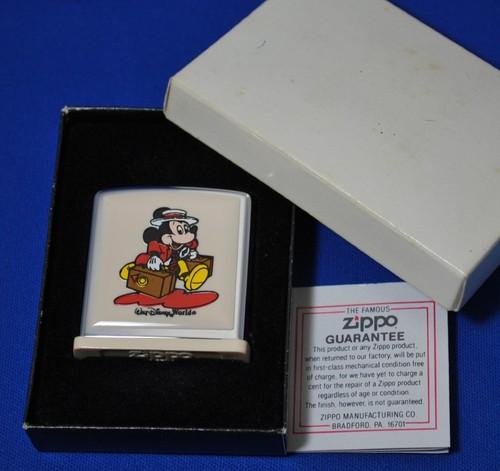 Walt Disney World®
zippo
THE FAMOUS
zippo
GUARANTEE
This product or any Zippo product,
when returned to our factory, will be put
in first-class mechanical condition free
of charge, for we have yet to charge a
cent for the repair of a Zippo product
regardless of age or condition.
The finish, however, is not guaranteed.
ZIPPO MANUFACTURING CO.
BRADFORD, PA. 16701